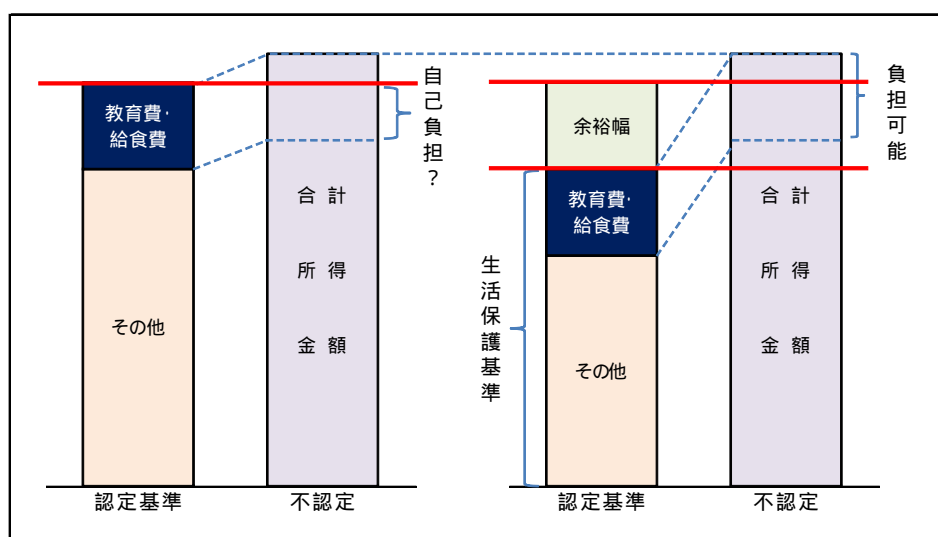 教育費・
給食費
その他
認定基準
合計
所得
金額
不認定
自己負担?
生活保護基準
余裕幅
教育費・
給食費
その他
認定基準
合計
所得
金額
不認定
負担可能